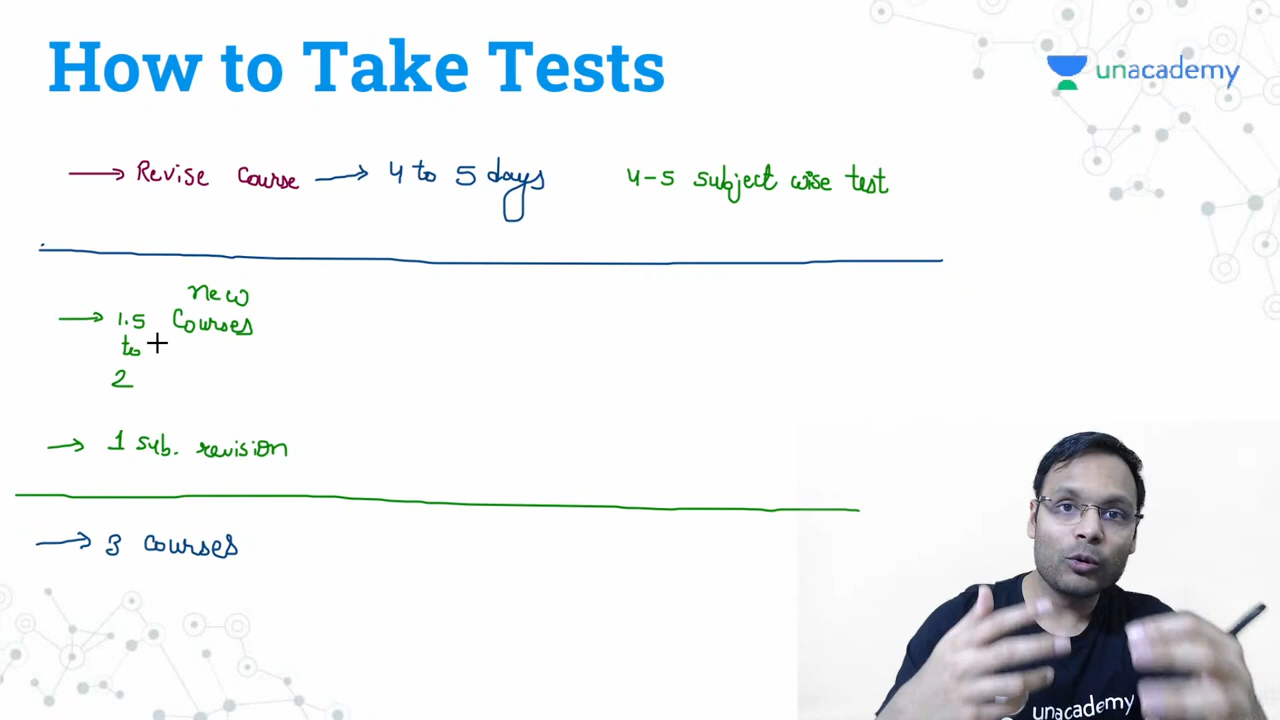 How to Take Tests
unacademy
→ Revise Course → 4 to 5 days 4-5 subject wise test
new
→ 1.5 Courses
to
2
→ 1 sub. revision
→ 3 courses
unacademy